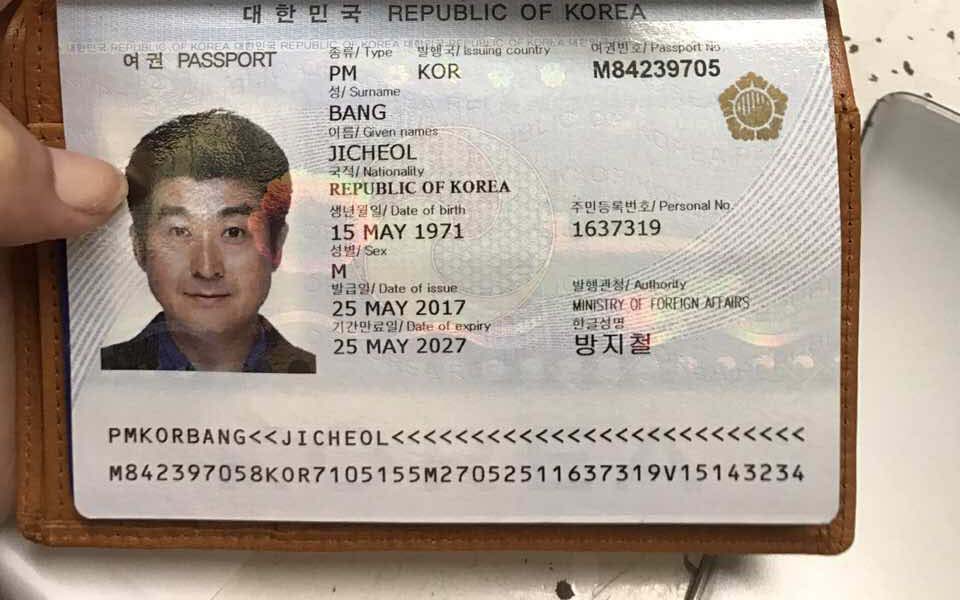 대한민국 REPUBLIC OF KOREA
여권 PASSPORT
종류/ Type 발행국/ Issuing country 여권번호/ Passport No.
PM KOR M84239705
성/ Surname
BANG
이름/ Given names
JICHEOL
국적/ Nationality
REPUBLIC OF KOREA
생년월일/ Date of birth 주민등록번호/ Personal No.
15 MAY 1971 1637319
성별/ Sex
M
발급일/ Date of issue 발행관청/ Authority
25 MAY 2017 MINISTRY OF FOREIGN AFFAIRS
기간만료일/ Date of expiry 한글성명
25 MAY 2027 방지철
PMKORBANG<<JICHEOL<<<<<<<<<<<<<<<<<<<<<<<<<<
M842397058KOR7105155M27052511637319V15143234